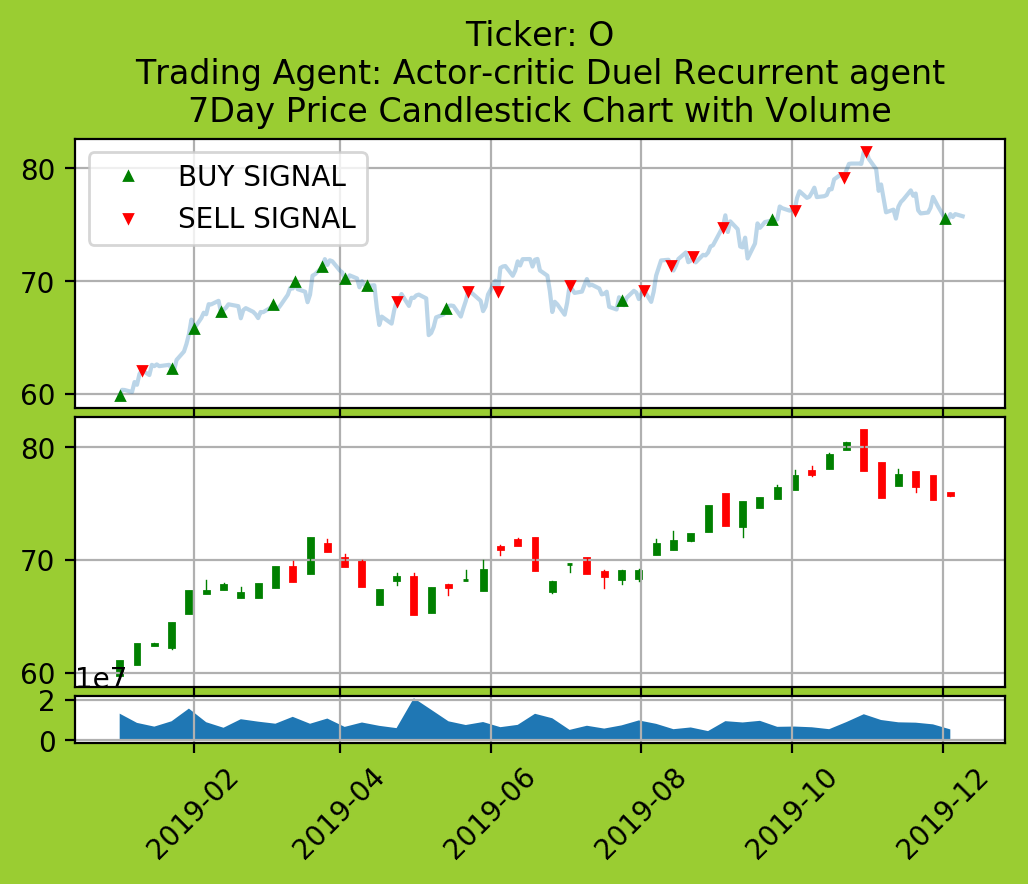 Ticker: O
Trading Agent: Actor-critic Duel Recurrent agent
7Day Price Candlestick Chart with Volume
BUY SIGNAL
SELL SIGNAL
80
70
60
80
70
60
1e7
2
0
2019-02
2019-04
2019-06
2019-08
2019-10
2019-12